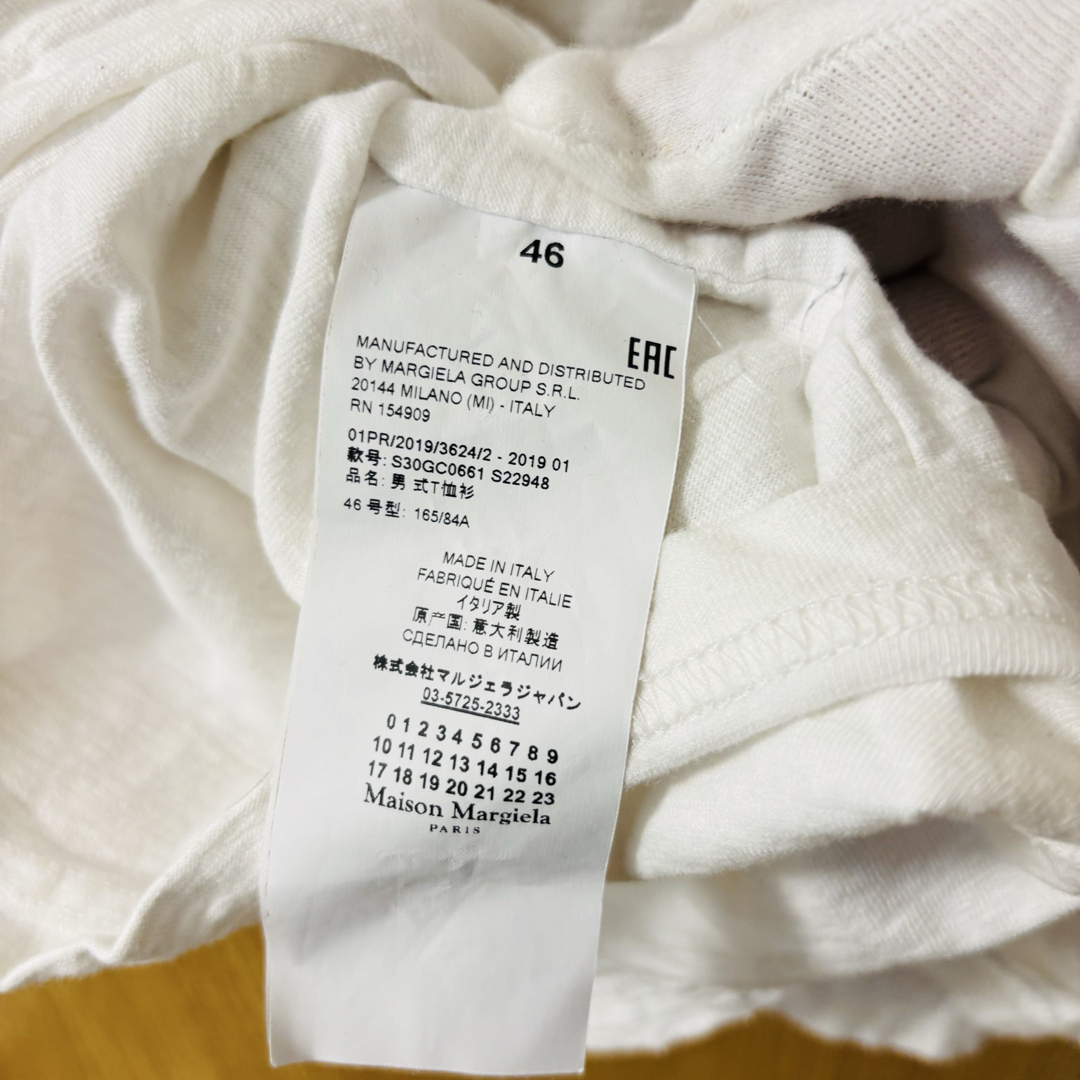 46
EAC
MANUFACTURED AND DISTRIBUTED
BY MARGIELA GROUP S.R.L.
20144 MILANO (MI) - ITALY
RN 154909
01PR/2019/3624/2 - 2019 01
款号: S30GC0661 S22948
品名: 男 式T恤衫
46 号型: 165/84A
MADE IN ITALY
FABRIQUÉ EN ITALIE
イタリア製
原产国: 意大利製造
СДЕЛАНО В ИТАЛИИ
株式会社マルジェラジャパン
03-5725-2333
0 1 2 3 4 5 6 7 8 9
10 11 12 13 14 15 16
17 18 19 20 21 22 23
Maison Margiela
PARIS